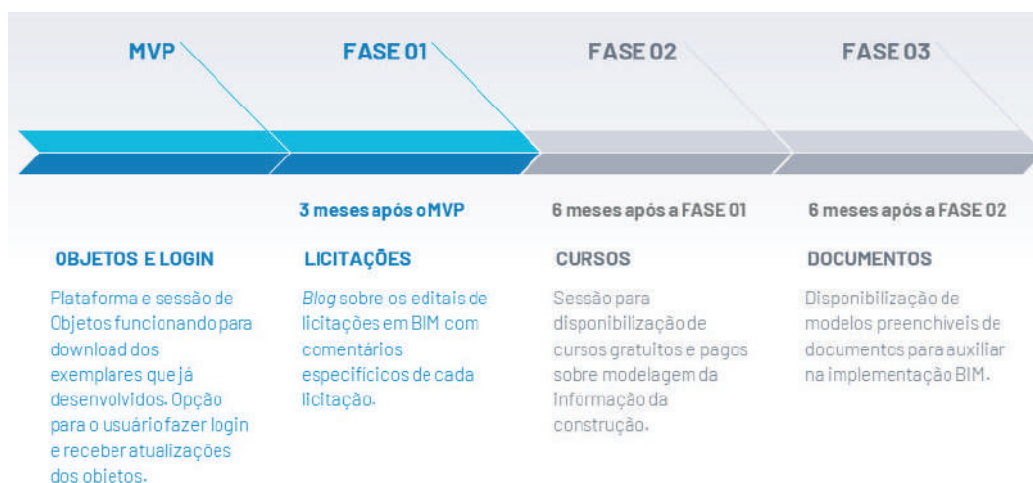 MVP
FASE 01
FASE 02
FASE 03
3 meses após o MVP
6 meses após a FASE 01
6 meses após a FASE 02
OBJETOS E LOGIN
Plataforma e sessão de
Objetos funcionando para
download dos
exemplares que já
desenvolvidos. Opção
para o usuário fazer login
e receber atualizações
dos objetos.
LICITAÇÕES
Blog sobre os editais de
licitações em BIM com
comentários
especifícicos de cada
licitação.
CURSOS
Sessão para
disponibilização de
cursos gratuitos e pagos
sobre modelagem da
informação da
construção.
DOCUMENTOS
Disponibilização de
modelos preenchíveis de
documentos para auxiliar
na implementação BIM.